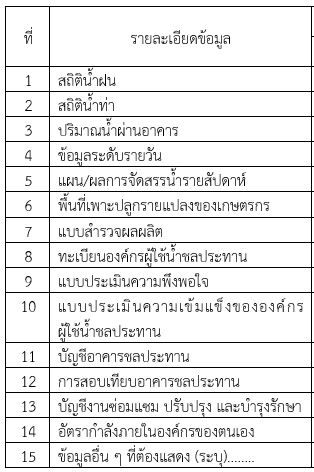 ที่ รายละเอียดข้อมูล
1 สถิติน้ำฝน
2 สถิติน้ำท่า
3 ปริมาณน้ำผ่านอาคาร
4 ข้อมูลระดับรายวัน
5 แผน/ผลการจัดสรรน้ำรายสัปดาห์
6 พื้นที่เพาะปลูกรายแปลงของเกษตรกร
7 แบบสำรวจผลผลิต
8 ทะเบียนองค์กรผู้ใช้น้ำชลประทาน
9 แบบประเมินความพึงพอใจ
10 แบบประเมินความเข้มแข็งขององค์กร
ผู้ใช้น้ำชลประทาน
11 บัญชีอาคารชลประทาน
12 การสอบเทียบอาคารชลประทาน
13 บัญชีงานซ่อมแซม ปรับปรุง และบำรุงรักษา
14 อัตรากำลังภายในองค์กรของตนเอง
15 ข้อมูลอื่น ๆ ที่ต้องแสดง (ระบุ)........